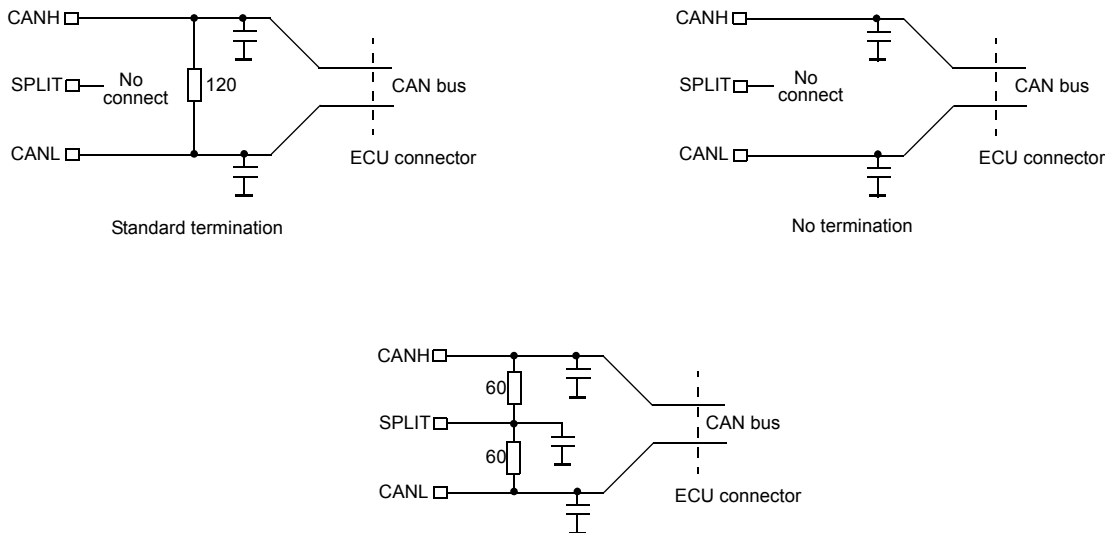 CANH
SPLIT
No
connect
120
CANL
CAN bus
ECU connector
Standard termination
CANH
SPLIT
No
connect
CANL
CAN bus
ECU connector
No termination
CANH
60
SPLIT
60
CANL
CAN bus
ECU connector